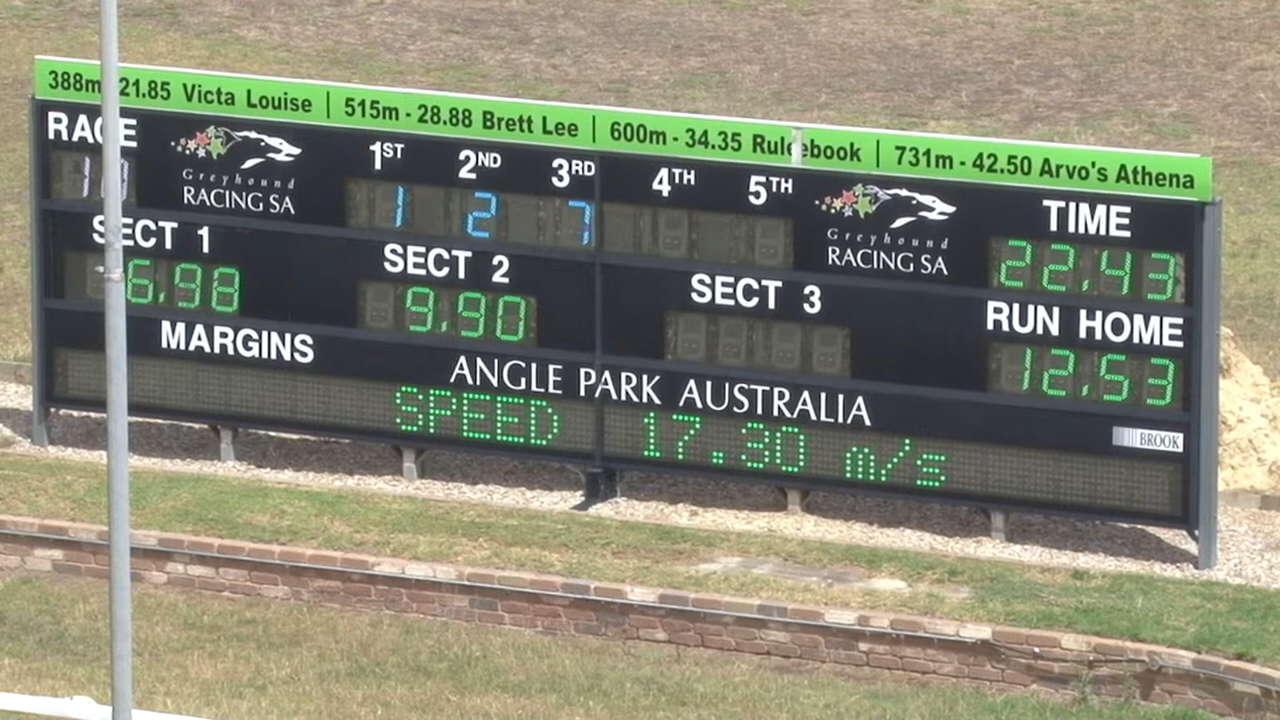 388m 21.85 Victa Louise | 515m - 28.88 Brett Lee | 600m - 34.35 Rulebook | 731m - 42.50 Arvo's Athena
RACE
Greyhound
RACING SA
1ST 2ND 3RD 4TH 5TH
1 2 7
Greyhound
RACING SA
TIME
22.43
SECT 1
6.98
SECT 2
9.90
SECT 3
RUN HOME
12.53
MARGINS
ANGLE PARK AUSTRALIA
SPEED 17.30 m/s
BROOK